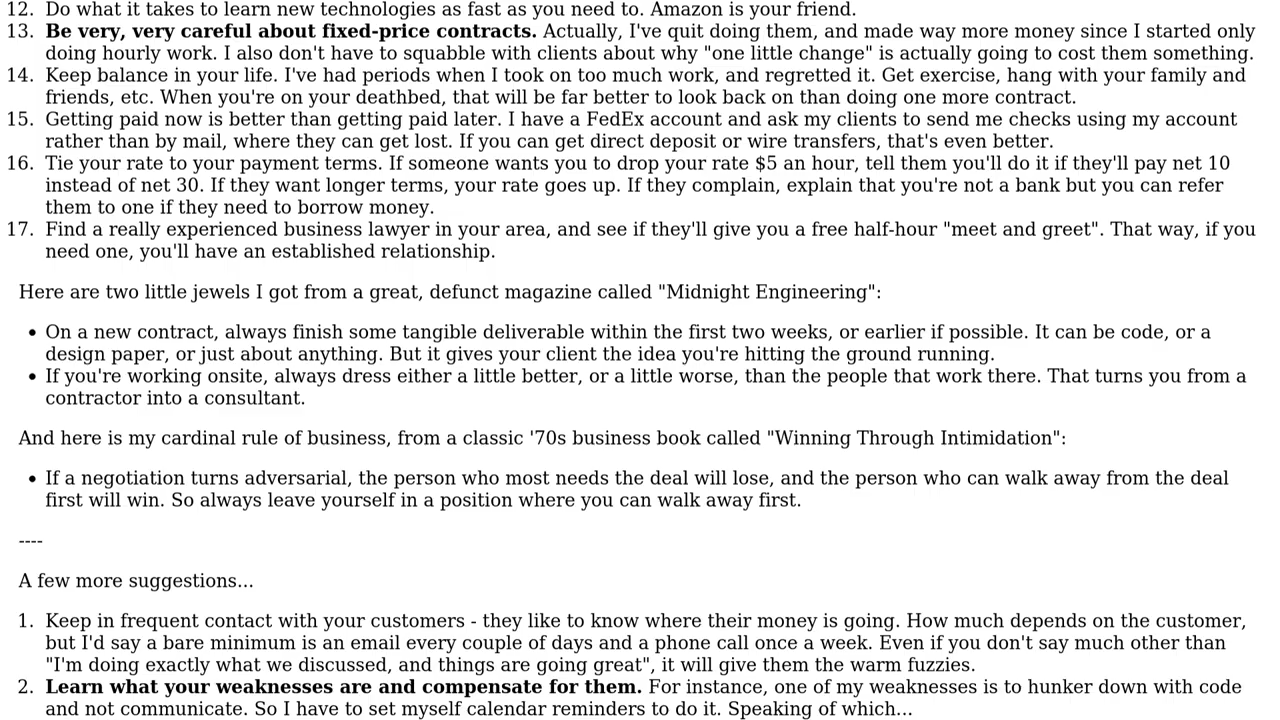 12. Do what it takes to learn new technologies as fast as you need to. Amazon is your friend.
13. Be very, very careful about fixed-price contracts. Actually, I've quit doing them, and made way more money since I started only
doing hourly work. I also don't have to squabble with clients about why "one little change" is actually going to cost them something.
14. Keep balance in your life. I've had periods when I took on too much work, and regretted it. Get exercise, hang with your family and
friends, etc. When you're on your deathbed, that will be far better to look back on than doing one more contract.
15. Getting paid now is better than getting paid later. I have a FedEx account and ask my clients to send me checks using my account
rather than by mail, where they can get lost. If you can get direct deposit or wire transfers, that's even better.
16. Tie your rate to your payment terms. If someone wants you to drop your rate $5 an hour, tell them you'll do it if they'll pay net 10
instead of net 30. If they want longer terms, your rate goes up. If they complain, explain that you're not a bank but you can refer
them to one if they need to borrow money.
17. Find a really experienced business lawyer in your area, and see if they'll give you a free half-hour "meet and greet". That way, if you
need one, you'll have an established relationship.
Here are two little jewels I got from a great, defunct magazine called "Midnight Engineering":
• On a new contract, always finish some tangible deliverable within the first two weeks, or earlier if possible. It can be code, or a
design paper, or just about anything. But it gives your client the idea you're hitting the ground running.
• If you're working onsite, always dress either a little better, or a little worse, than the people that work there. That turns you from a
contractor into a consultant.
And here is my cardinal rule of business, from a classic '70s business book called "Winning Through Intimidation":
• If a negotiation turns adversarial, the person who most needs the deal will lose, and the person who can walk away from the deal
first will win. So always leave yourself in a position where you can walk away first.
----
A few more suggestions...
1. Keep in frequent contact with your customers - they like to know where their money is going. How much depends on the customer,
but I'd say a bare minimum is an email every couple of days and a phone call once a week. Even if you don't say much other than
"I'm doing exactly what we discussed, and things are going great", it will give them the warm fuzzies.
2. Learn what your weaknesses are and compensate for them. For instance, one of my weaknesses is to hunker down with code
and not communicate. So I have to set myself calendar reminders to do it. Speaking of which...